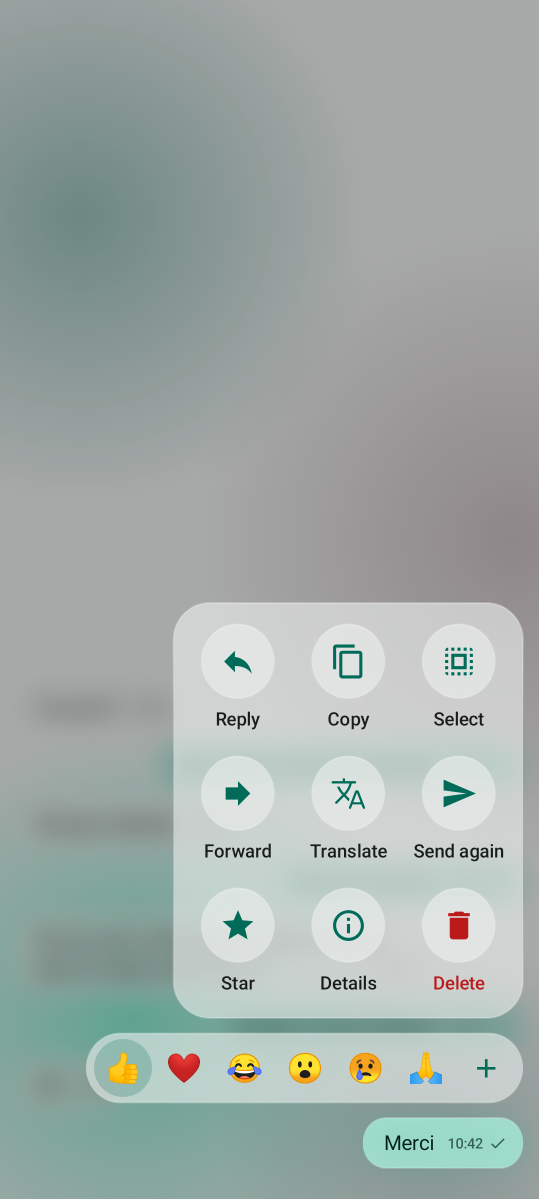 Reply Copy Select
Forward Translate Send again
Star Details Delete
Merci 10:42